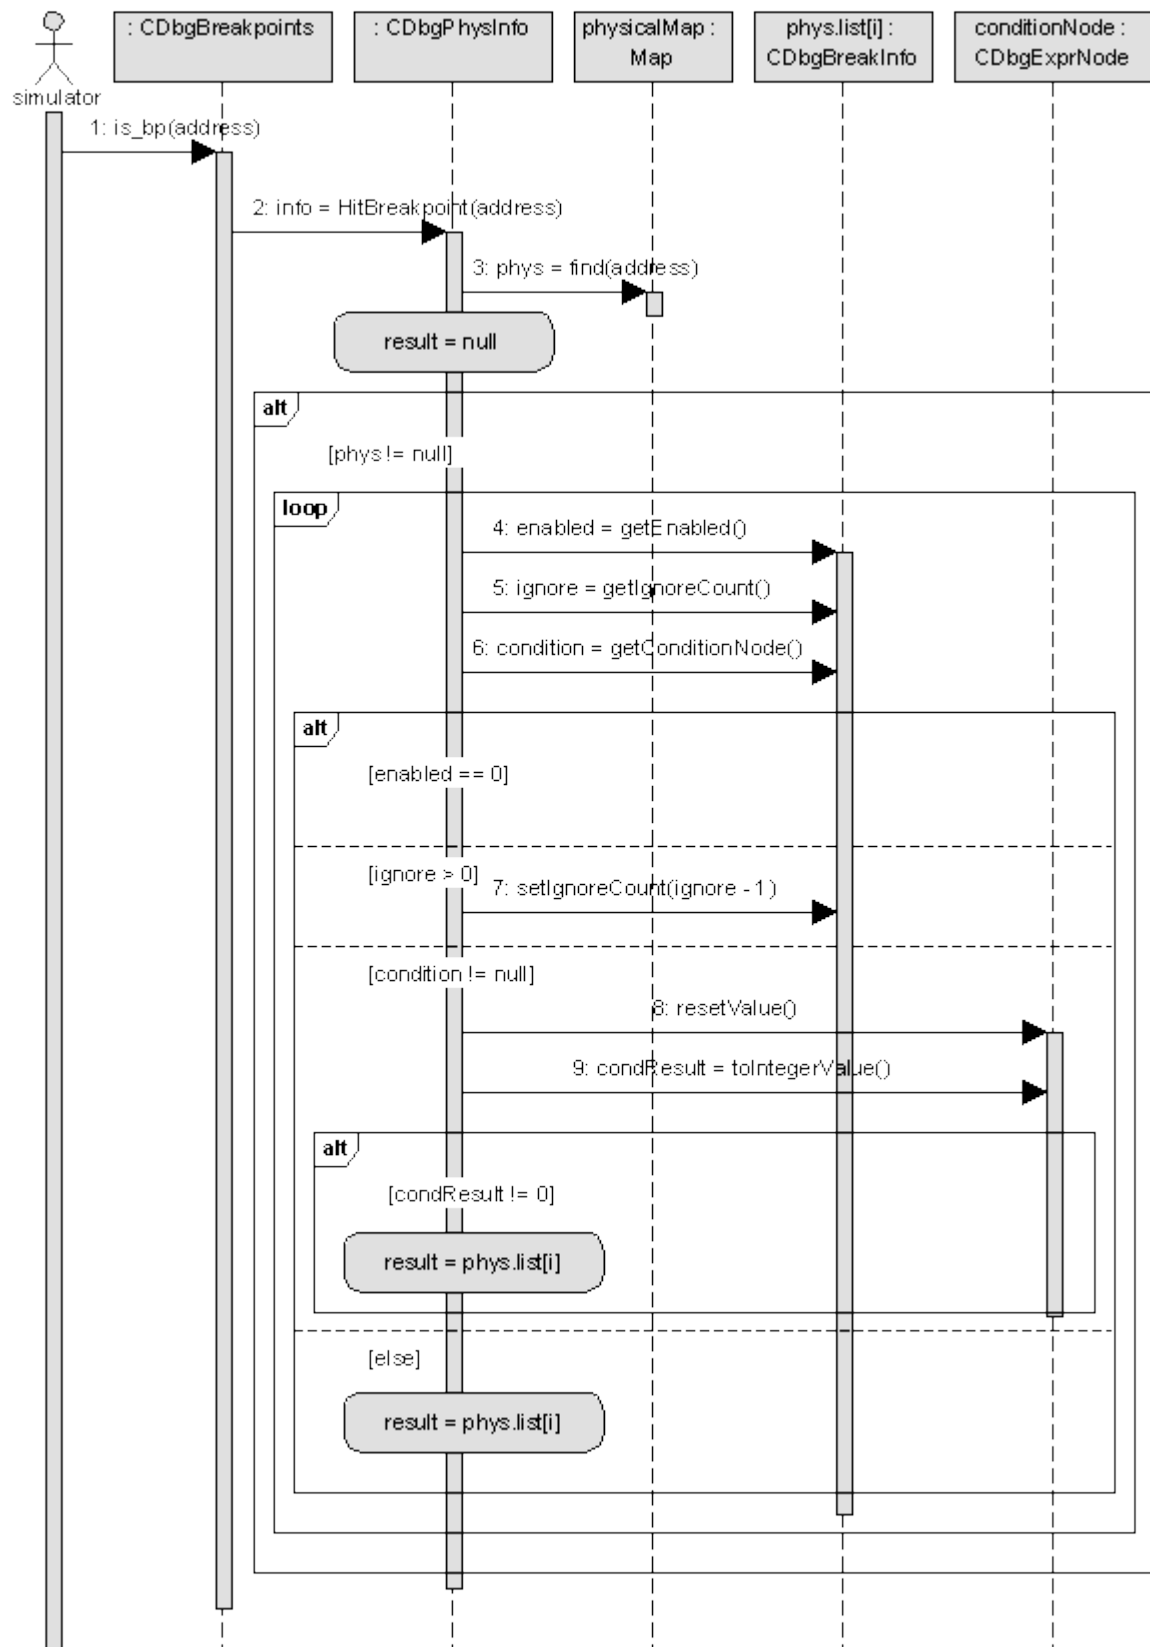 : CDbgBreakpoints
: CDbgPhysInfo
physicalMap :
Map
phys.list[i] :
CDbgBreakInfo
conditionNode :
CDbgExprNode
simulator
1: is_bp(address)
2: info = HitBreakpoint(address)
3: phys = find(address)
result = null
alt
[phys != null]
loop
4: enabled = getEnabled()
5: ignore = getIgnoreCount()
6: condition = getConditionNode()
alt
[enabled == 0]
[ignore > 0]
7: setIgnoreCount(ignore - 1)
[condition != null]
8: resetValue()
9: condResult = toIntegerValue()
alt
[condResult != 0]
result = phys.list[i]
[else]
result = phys.list[i]